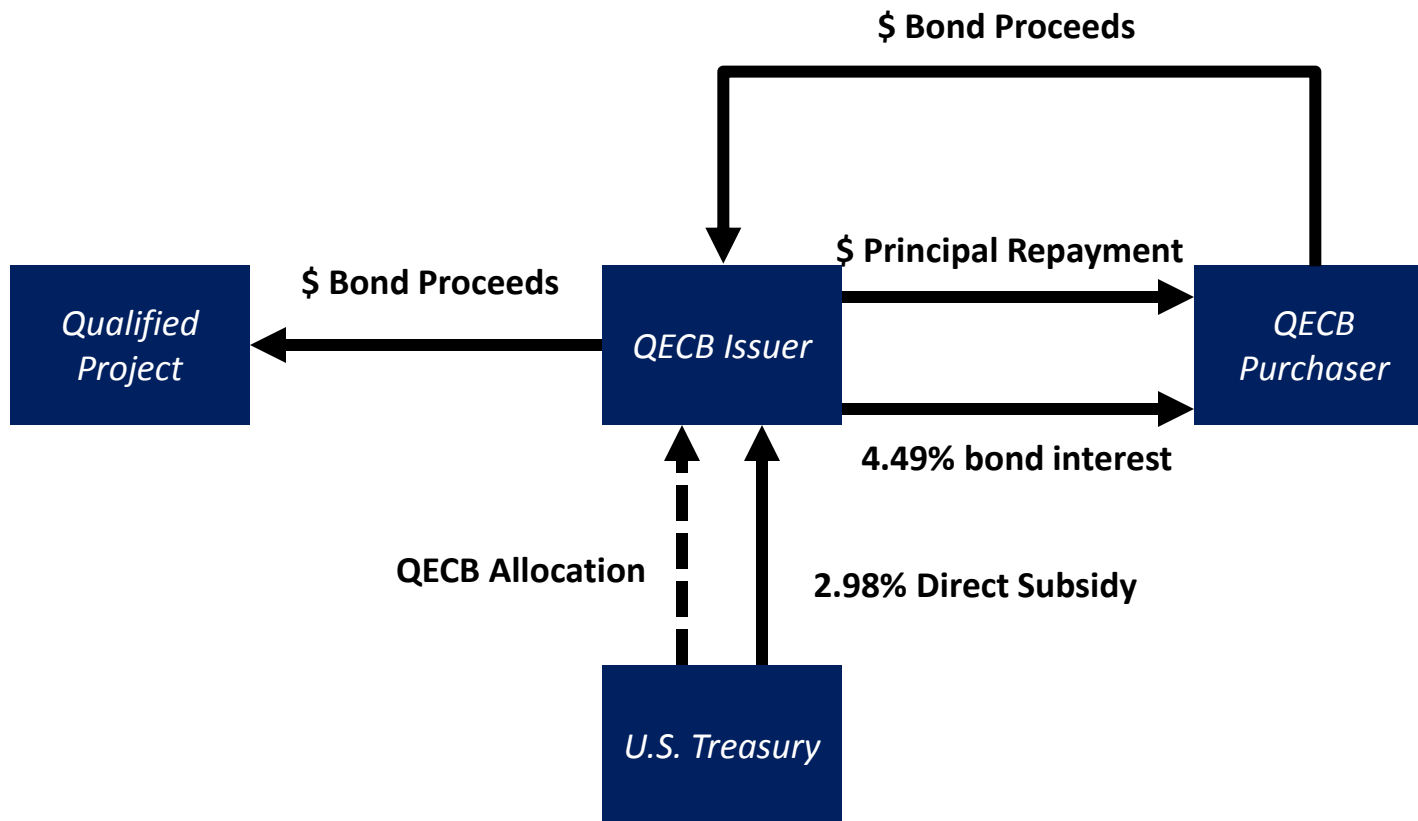 $ Bond Proceeds
$ Principal Repayment
$ Bond Proceeds
Qualified
Project
QECB Issuer
QECB
Purchaser
4.49% bond interest
QECB Allocation
2.98% Direct Subsidy
U.S. Treasury